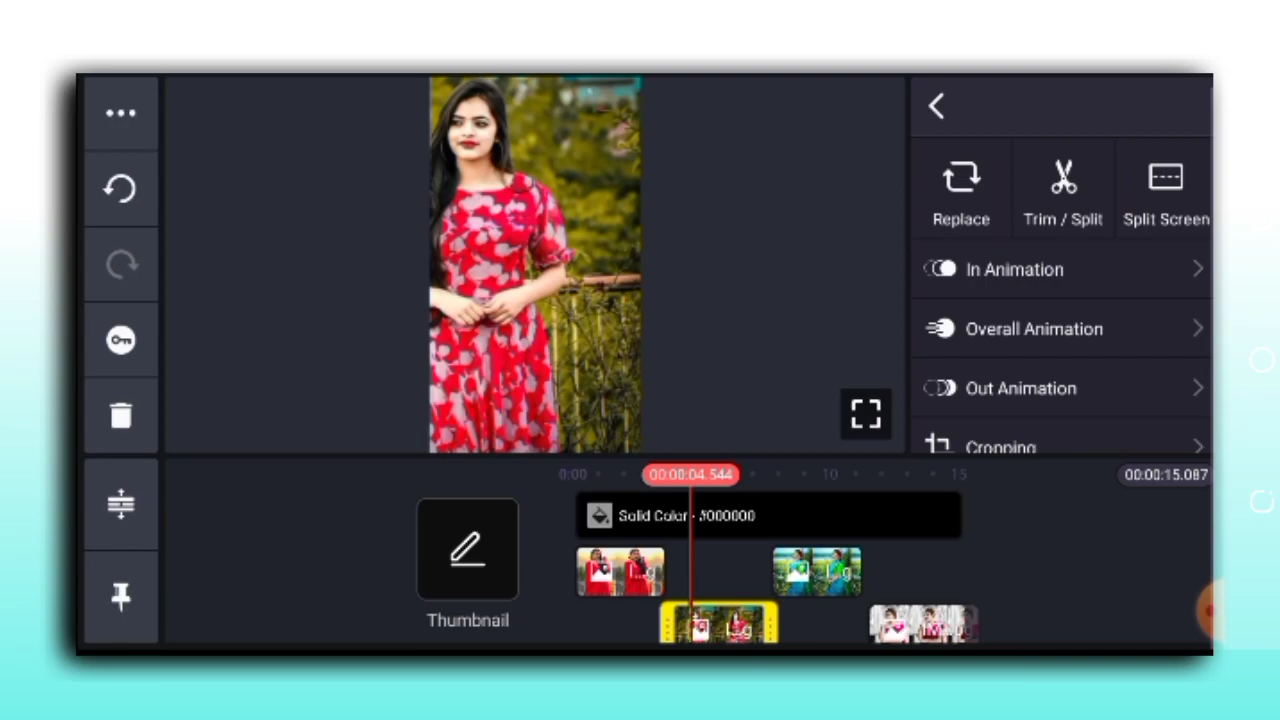 Replace
Trim / Split
Split Screen
In Animation
Overall Animation
Out Animation
Cropping
0:00
00:00:04.544
10
15
00:00:15.087
Solid Color - #000000
Thumbnail